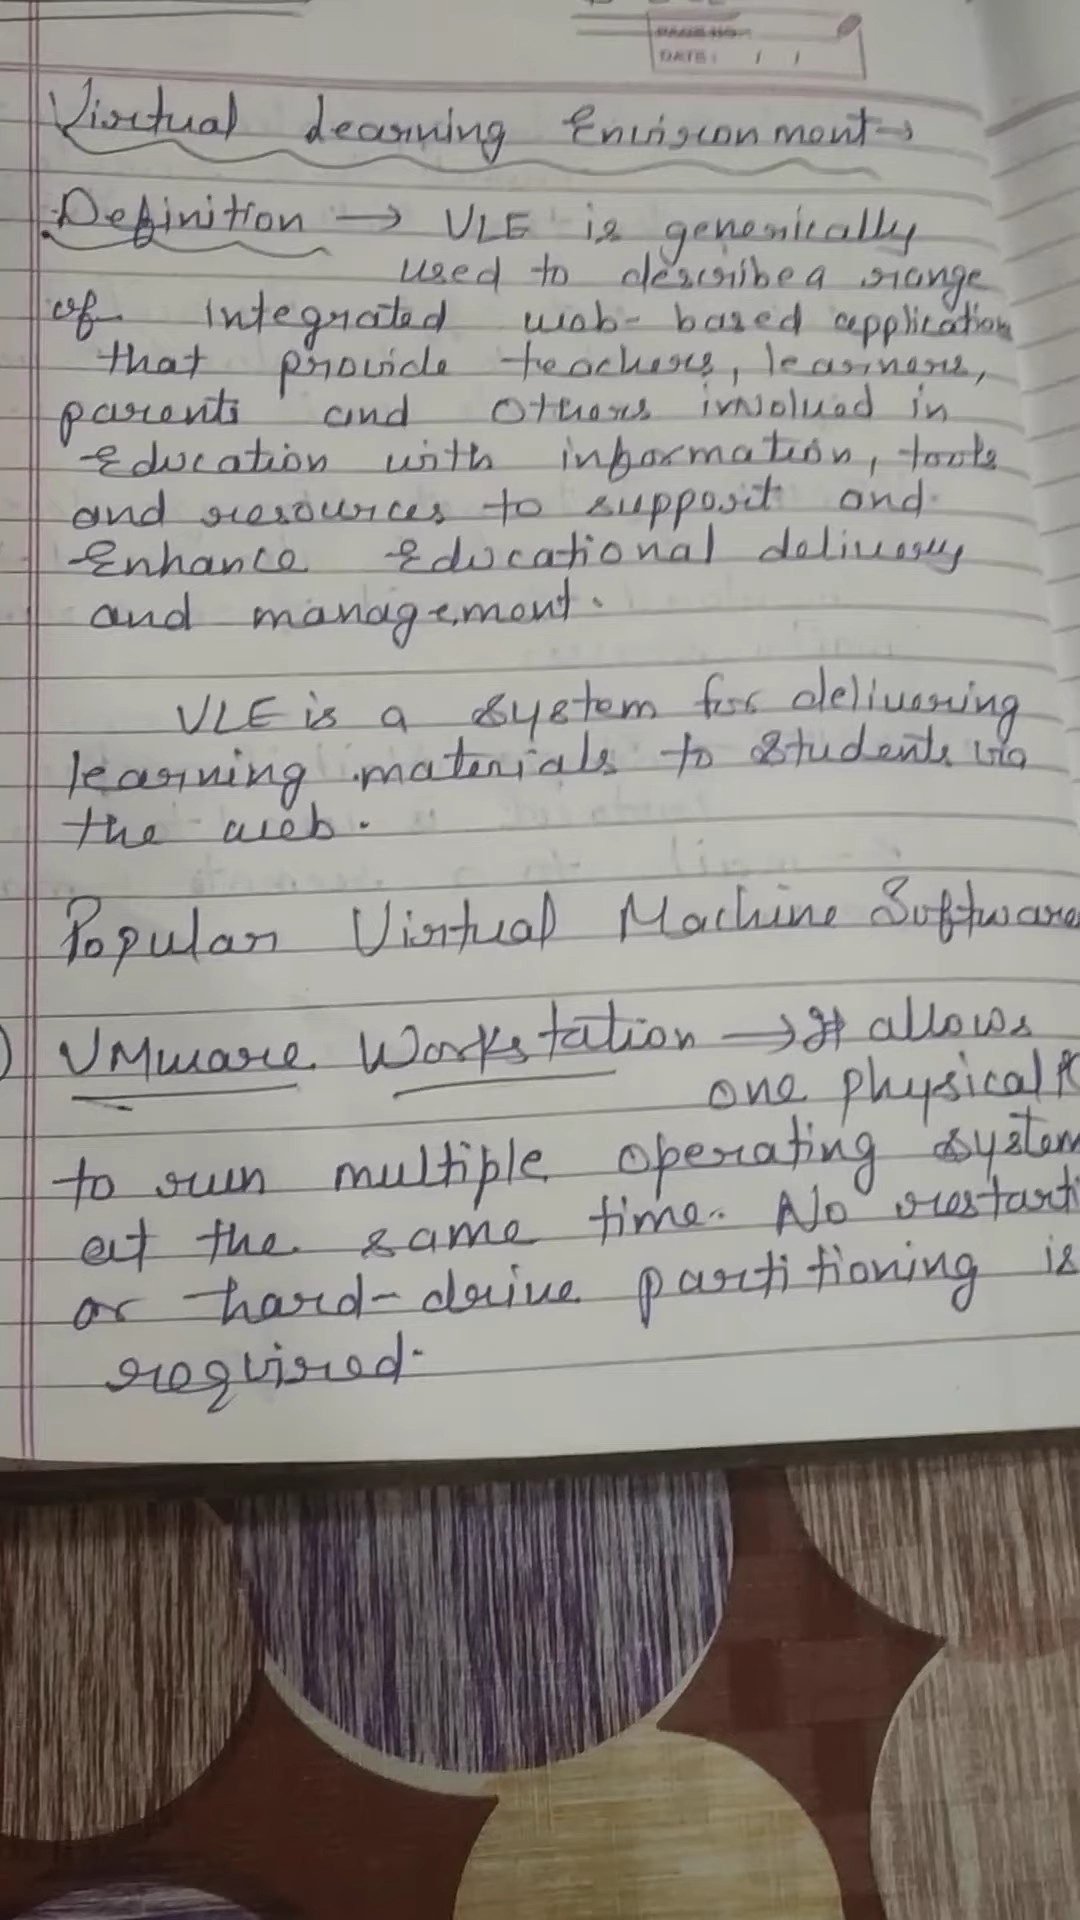 PAGE NO.
DATE: / /
Virtual Learning Environment →
Definition → VLE is generically
used to describe a range
of integrated web-based application
that provide teachers, learners,
parents and others involved in
Education with information, tools
and resources to support and
Enhance Educational delivery
and management.
VLE is a system for delivering
learning materials to students via
the web.
Popular Virtual Machine Software
) VMware Workstation → It allows
one physical
to run multiple operating system
at the same time. No restart
or hard-drive partitioning is
required.